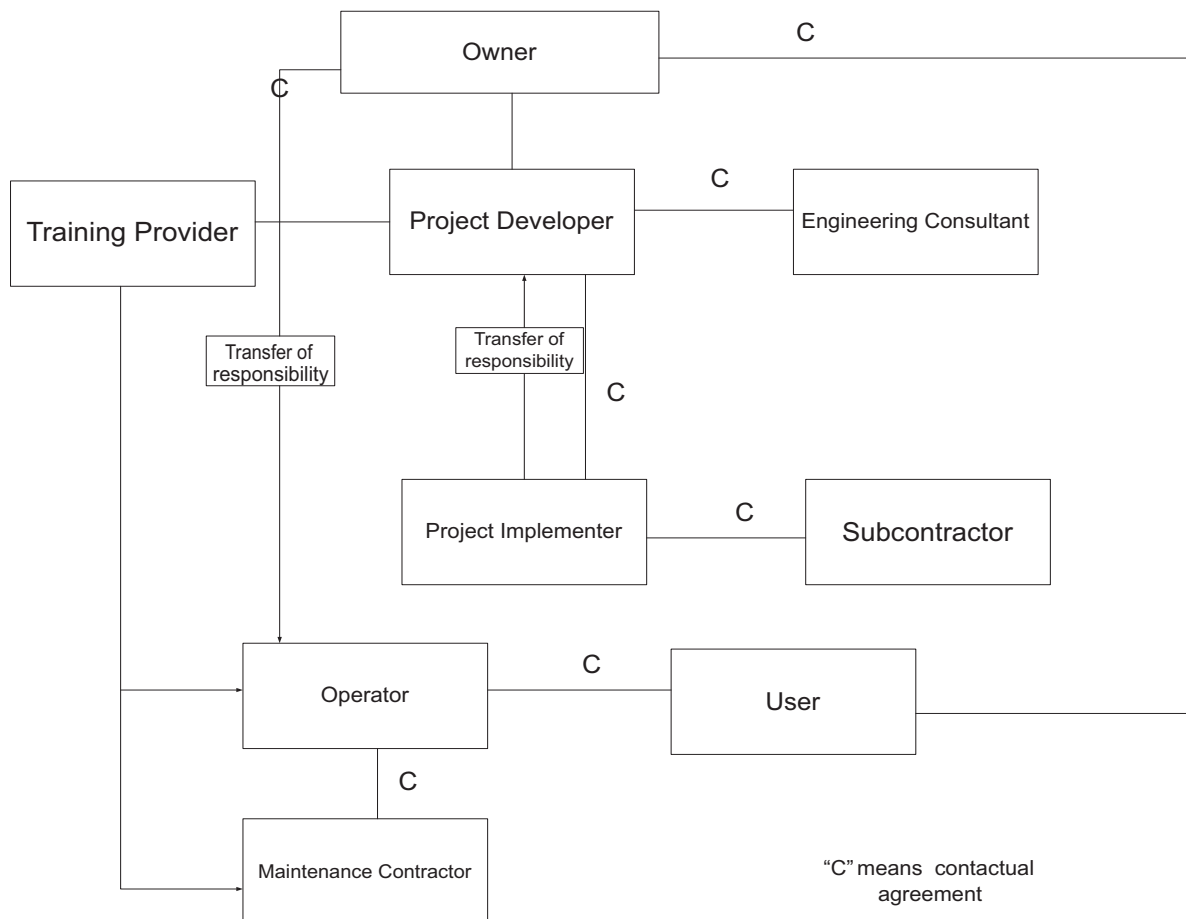 C
Owner
C
C
Training Provider
Project Developer
Engineering Consultant
Transfer of
responsibility
Transfer of
responsibility
C
Project Implementer
C
Subcontractor
Operator
C
User
C
Maintenance Contractor
“C” means contactual
agreement